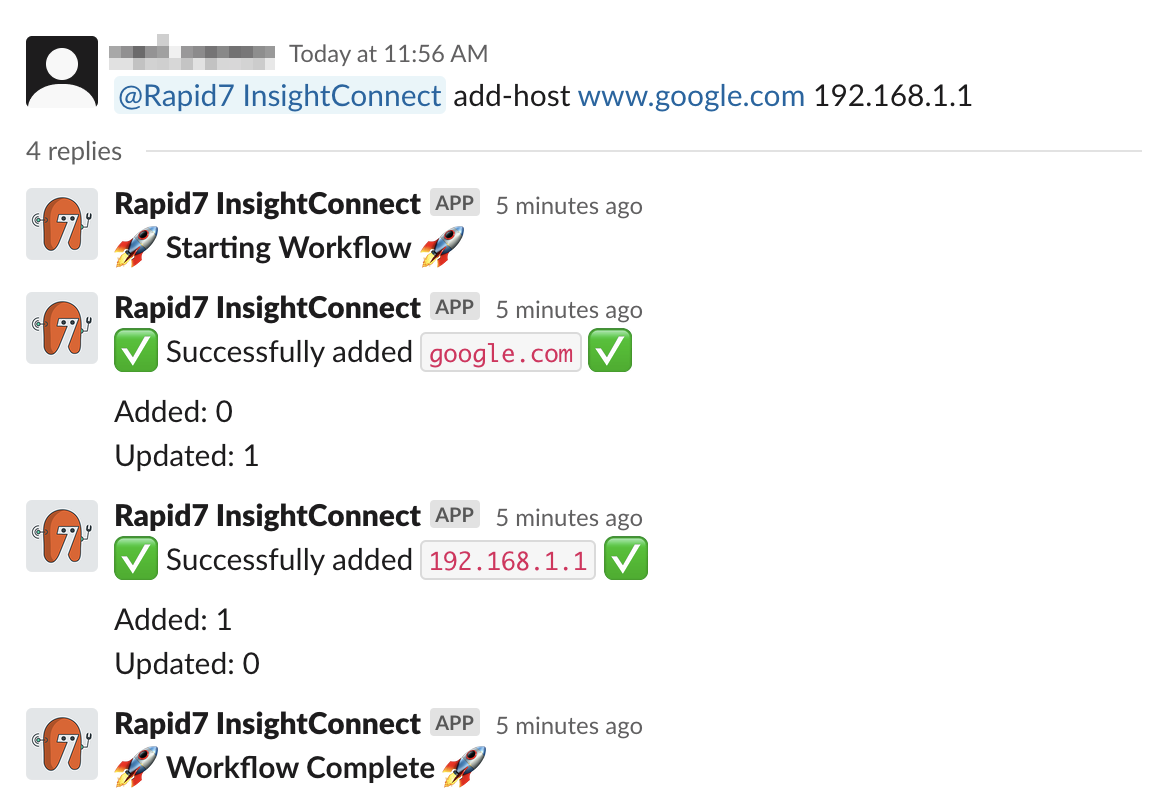 Today at 11:56 AM
@Rapid7 InsightConnect add-host www.google.com 192.168.1.1
4 replies
Rapid7 InsightConnect APP 5 minutes ago
🚀 Starting Workflow 🚀
Rapid7 InsightConnect APP 5 minutes ago
✅ Successfully added google.com ✅
Added: 0
Updated: 1
Rapid7 InsightConnect APP 5 minutes ago
✅ Successfully added 192.168.1.1 ✅
Added: 1
Updated: 0
Rapid7 InsightConnect APP 5 minutes ago
🚀 Workflow Complete 🚀